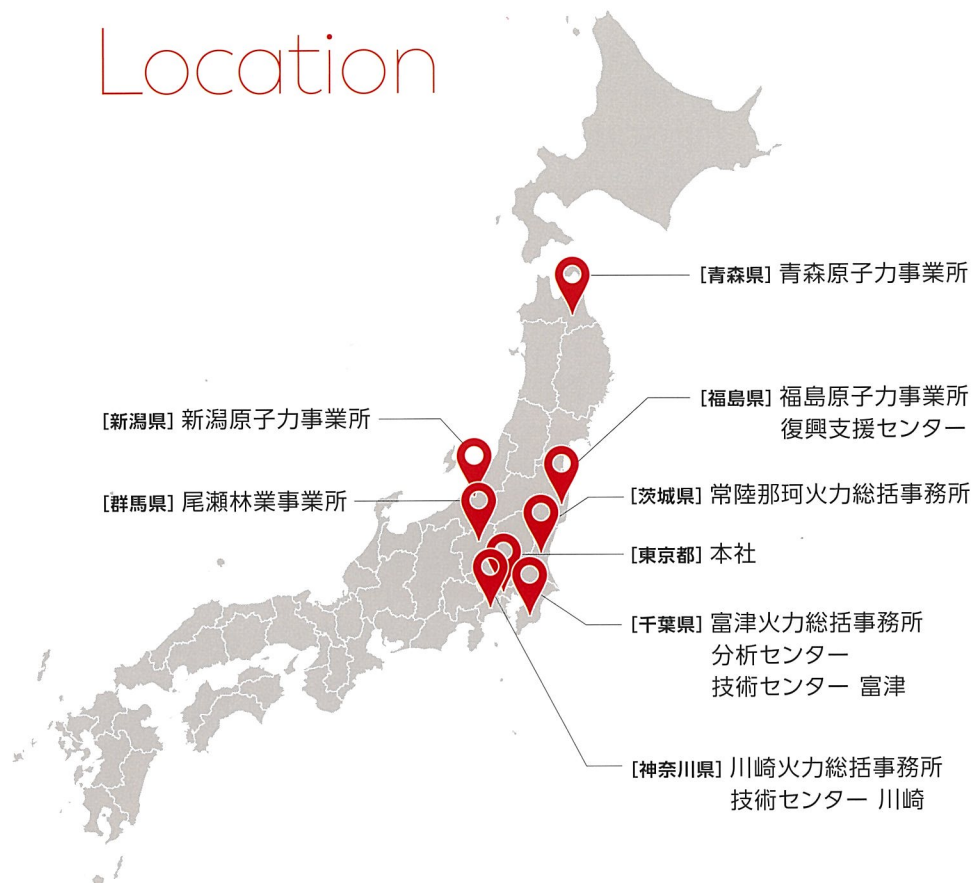 Location
[青森県] 青森原子力事業所
[福島県] 福島原子力事業所
復興支援センター
[新潟県] 新潟原子力事業所
[群馬県] 尾瀬林業事業所
[茨城県] 常陸那珂火力総括事務所
[東京都] 本社
[千葉県] 富津火力総括事務所
分析センター
技術センター 富津
[神奈川県] 川崎火力総括事務所
技術センター 川崎